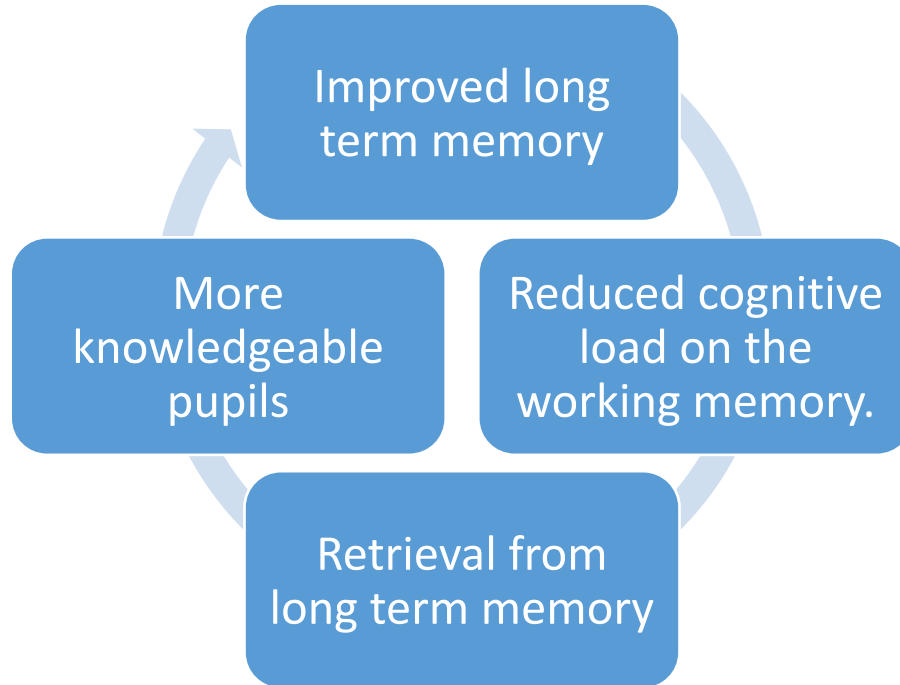 Improved long
term memory
Reduced cognitive
load on the
working memory.
Retrieval from
long term memory
More
knowledgeable
pupils